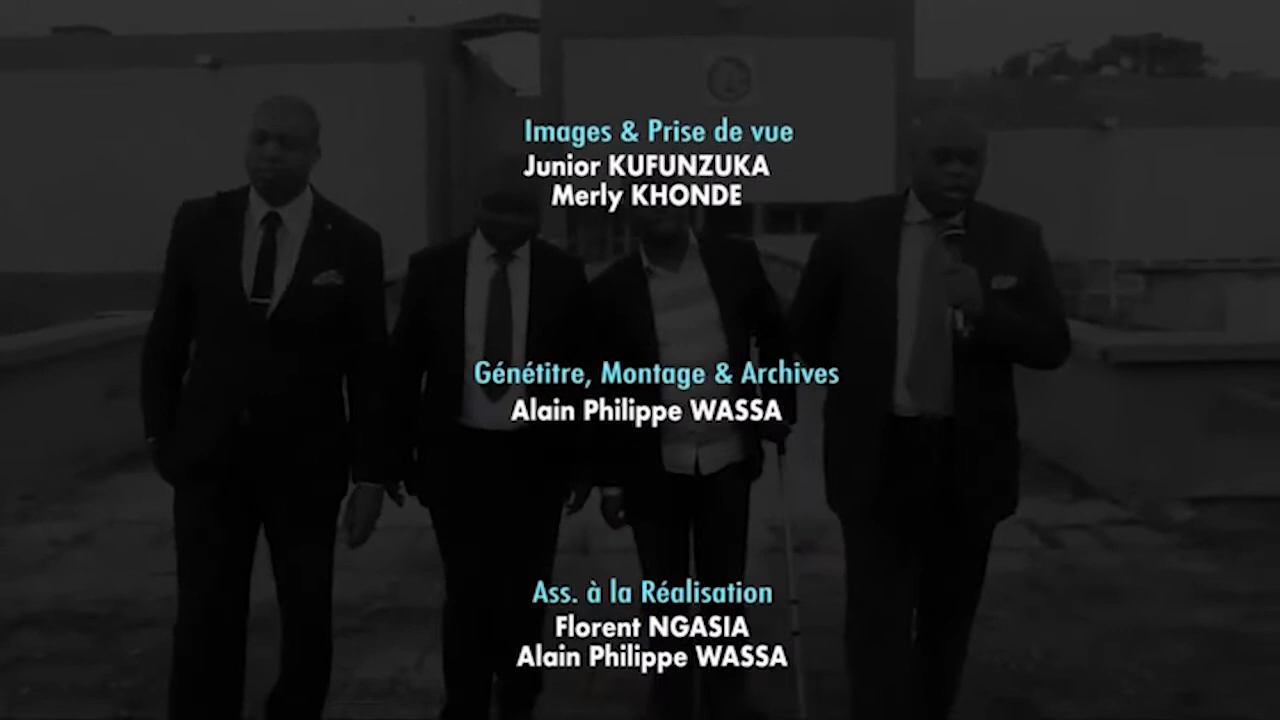 Images & Prise de vue
Junior KUFUNZUKA
Merly KHONDE
Génétitre, Montage & Archives
Alain Philippe WASSA
Ass. à la Réalisation
Florent NGASIA
Alain Philippe WASSA